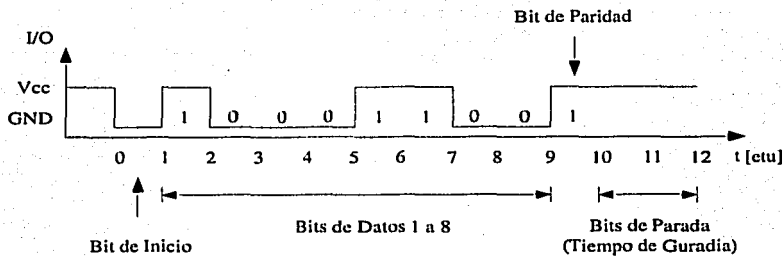 Bit de Paridad
I/O
Vcc
GND
1 0 0 0 1 1 0 0 1
0 1 2 3 4 5 6 7 8 9 10 11 12 t [etu]
Bits de Datos 1 a 8
Bits de Parada
(Tiempo de Guradia)
Bit de Inicio